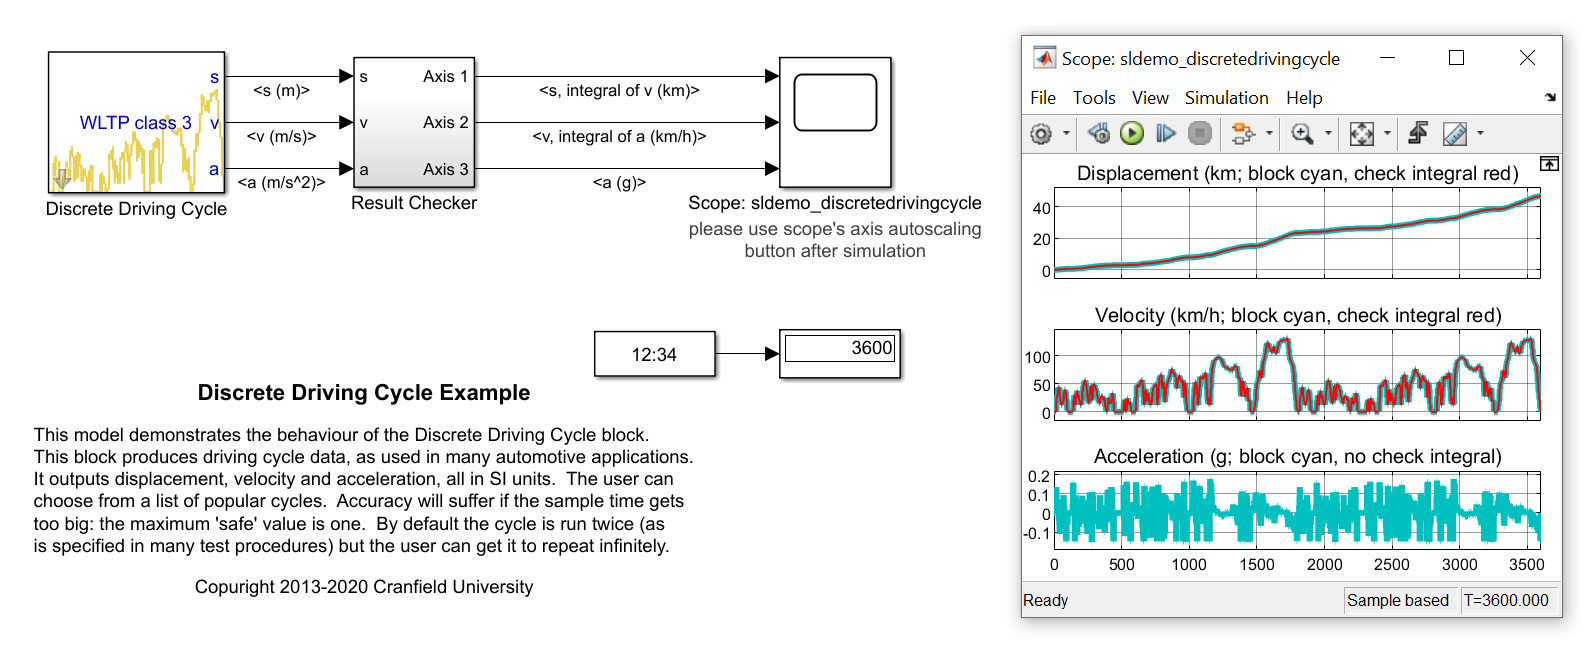 s
WLTP class 3
v
a
Discrete Driving Cycle
<s (m)>
<v (m/s)>
<a (m/s^2)>
s
Axis 1
v
Axis 2
a
Axis 3
Result Checker
<s, integral of v (km)>
<v, integral of a (km/h)>
<a (g)>
Scope: sldemo_discretedrivingcycle
please use scope's axis autoscaling
button after simulation
12:34
3600
Discrete Driving Cycle Example
This model demonstrates the behaviour of the Discrete Driving Cycle block.
This block produces driving cycle data, as used in many automotive applications.
It outputs displacement, velocity and acceleration, all in SI units.  The user can
choose from a list of popular cycles.  Accuracy will suffer if the sample time gets
too big: the maximum 'safe' value is one.  By default the cycle is run twice (as
is specified in many test procedures) but the user can get it to repeat infinitely.
Copuright 2013-2020 Cranfield University
Scope: sldemo_discretedrivingcycle
File Tools View Simulation Help
Displacement (km; block cyan, check integral red)
40
20
0
Velocity (km/h; block cyan, check integral red)
100
50
0
Acceleration (g; block cyan, no check integral)
0.2
0.1
0
-0.1
0 500 1000 1500 2000 2500 3000 3500
Ready
Sample based
T=3600.000